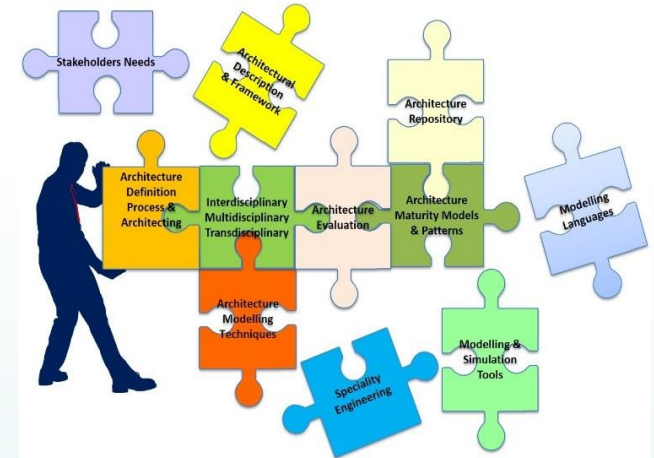 Stakeholders Needs
Architectural
Description
& Framework
Architecture
Repository
Architecture
Definition
Process &
Architecting
Interdisciplinary
Multidisciplinary
Transdisciplinary
Architecture
Evaluation
Architecture
Maturity Models
& Patterns
Modelling
Languages
Architecture
Modelling
Techniques
Speciality
Engineering
Modelling &
Simulation
Tools